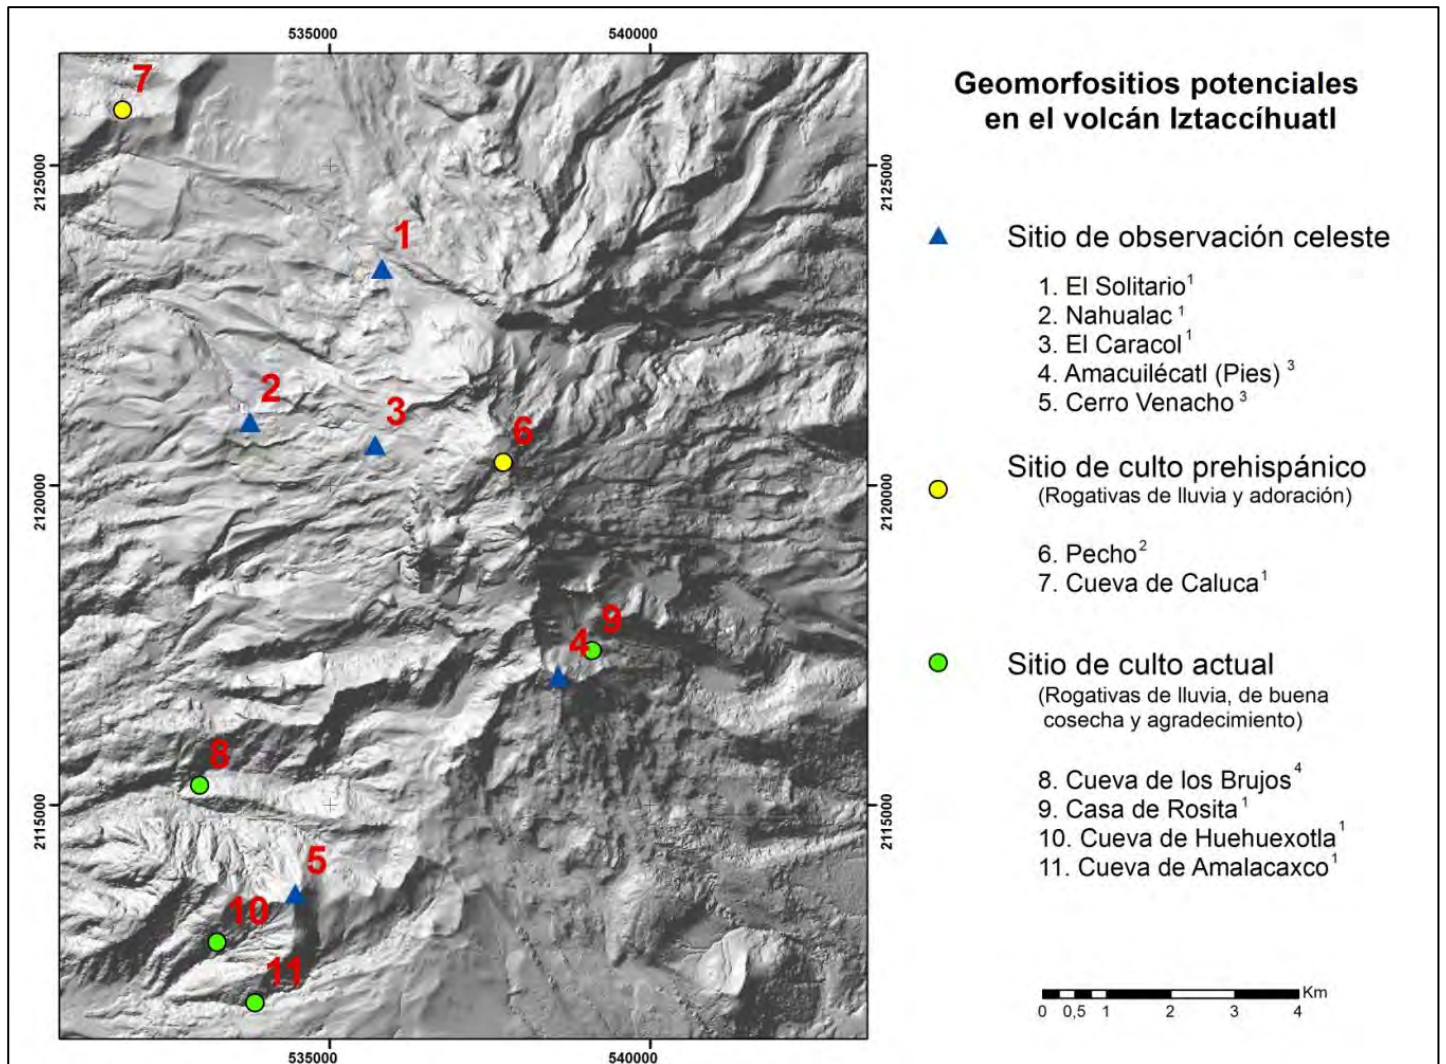 535000 540000
Geomorfositios potenciales
en el volcán Iztaccíhuatl
2125000 2125000
2120000 2120000
2115000 2115000
535000 540000
7
1
2
3
6
9
4
8
5
10
11
Sitio de observación celeste
1. El Solitario¹
2. Nahualac ¹
3. El Caracol¹
4. Amacuilécatl (Pies) ³
5. Cerro Venacho ³
Sitio de culto prehispánico
(Rogativas de lluvia y adoración)
6. Pecho²
7. Cueva de Caluca¹
Sitio de culto actual
(Rogativas de lluvia, de buena
cosecha y agradecimiento)
8. Cueva de los Brujos⁴
9. Casa de Rosita¹
10. Cueva de Huehuexotla¹
11. Cueva de Amalacaxco¹
Km
0 0,5 1 2 3 4